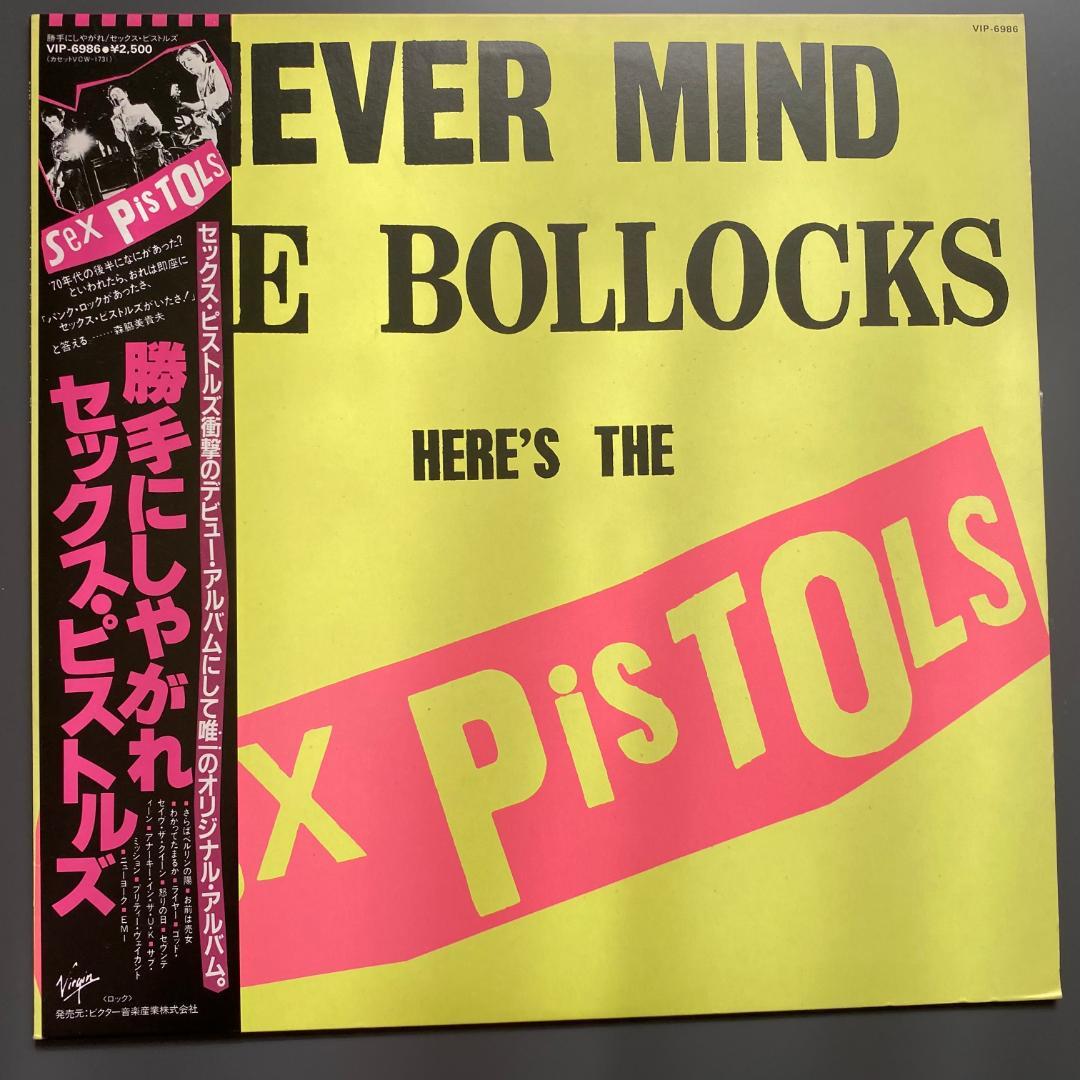 勝手にしやがれ/セックス・ピストルズ
VIP-6986●¥2,500
(カセットVCW-1731)
SEX PiSTOLS
'70年代の後半になにがあった?
といわれたら、おれは即座に
「パンク・ロックがあったさ、
セックス・ピストルズがいたさ!」
と答える……森脇美貴夫
セックス・ピストルズ衝撃のデビュー・アルバムにして唯一のオリジナル・アルバム。
勝手にしやがれ
セックス・ピストルズ
■さらばベルリンの陽■お前は売女
■わかってたまるか■ライヤー■ゴッド・
セイヴ・ザ・クイーン■怒りの日■セヴンテ
ィーン■アナーキー・イン・ザ・U・K■サブ・
ミッション■プリティー・ヴェイカント
■ニューヨーク■EMI
Virgin
〈ロック〉
発売元:ビクター音楽産業株式会社
VIP-6986
EVER MIND
E BOLLOCKS
HERE'S THE
X PiSTOLS